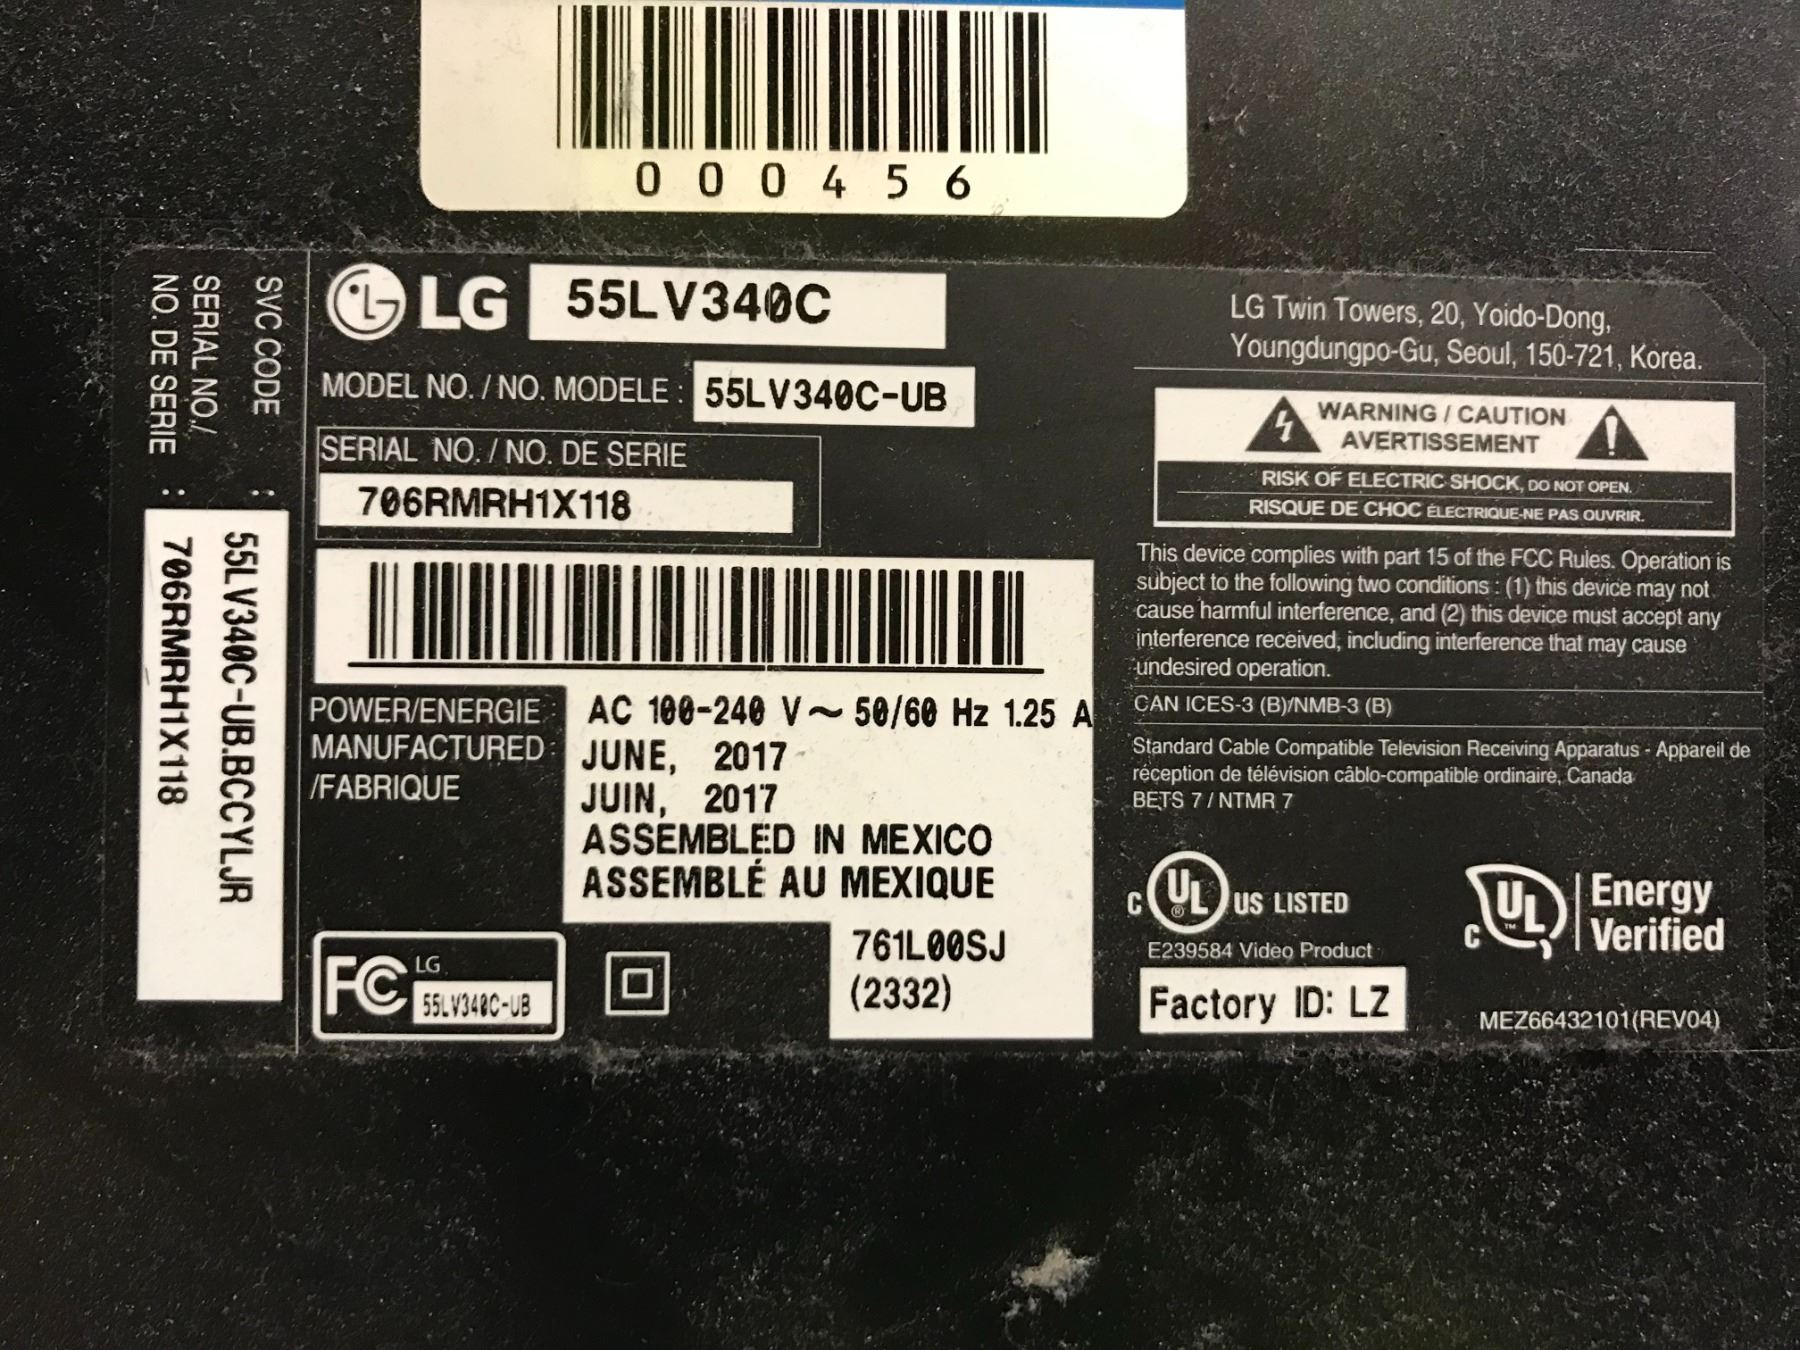 000456
SVC CODE : 55LV340C-UB.BCCYLJR
SERIAL NO./
NO. DE SERIE : 706RMRH1X118
LG 55LV340C
MODEL NO. / NO. MODELE : 55LV340C-UB
SERIAL NO. / NO. DE SERIE
706RMRH1X118
POWER/ENERGIE : AC 100-240 V~ 50/60 Hz 1.25 A
MANUFACTURED : JUNE, 2017
/FABRIQUE JUIN, 2017
ASSEMBLED IN MEXICO
ASSEMBLÉ AU MEXIQUE
FC LG
55LV340C-UB
761L00SJ
(2332)
LG Twin Towers, 20, Yoido-Dong,
Youngdungpo-Gu, Seoul, 150-721, Korea.
WARNING / CAUTION
AVERTISSEMENT
RISK OF ELECTRIC SHOCK, DO NOT OPEN.
RISQUE DE CHOC ÉLECTRIQUE-NE PAS OUVRIR.
This device complies with part 15 of the FCC Rules. Operation is
subject to the following two conditions : (1) this device may not
cause harmful interference, and (2) this device must accept any
interference received, including interference that may cause
undesired operation.
CAN ICES-3 (B)/NMB-3 (B)
Standard Cable Compatible Television Receiving Apparatus - Appareil de
réception de télévision câblo-compatible ordinaire, Canada
BETS 7 / NTMR 7
C UL ® US LISTED
E239584 Video Product
Factory ID: LZ
C UL ™ Energy
Verified
MEZ66432101(REV04)